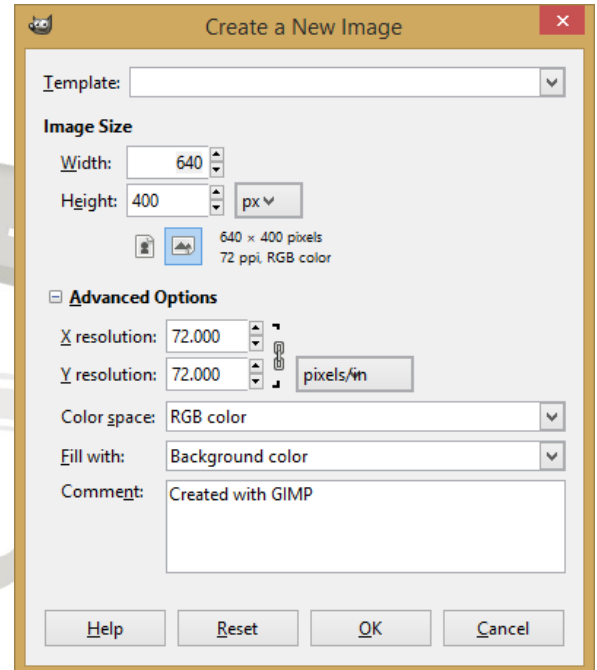 Create a New Image
Template:
Image Size
Width: 640
Height: 400 px
640 × 400 pixels
72 ppi, RGB color
Advanced Options
X resolution: 72.000
Y resolution: 72.000 pixels/in
Color space: RGB color
Fill with: Background color
Comment: Created with GIMP
Help Reset OK Cancel